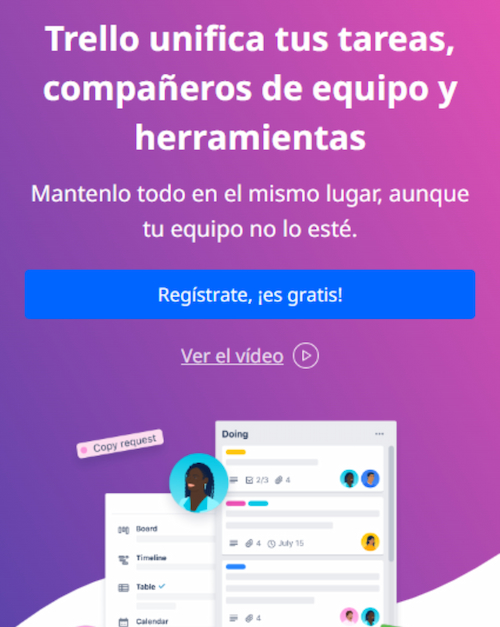 Trello unifica tus tareas,
compañeros de equipo y
herramientas
Mantenlo todo en el mismo lugar, aunque
tu equipo no lo esté.
Regístrate, ¡es gratis!
Ver el vídeo
Copy request
Doing
2/3 4
4 July 15
4
Board
Timeline
Table
Calendar